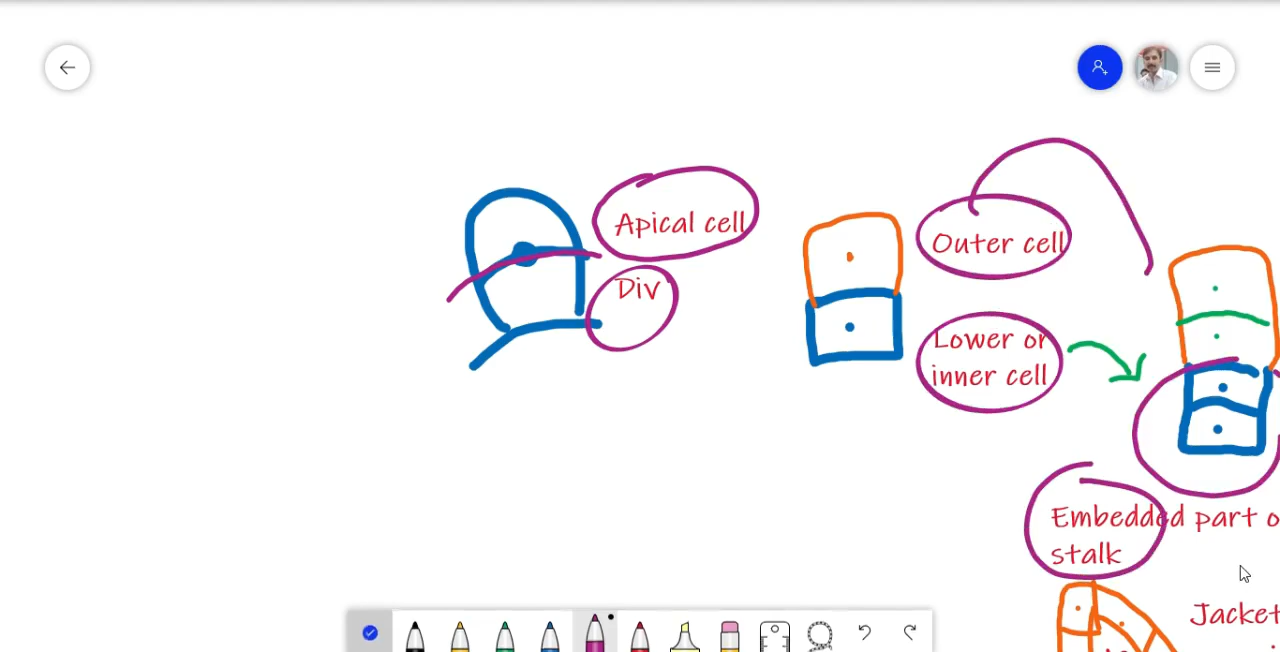 Apical cell
Div
Outer cell
Lower or
inner cell
Embedded part o
stalk
Jacket